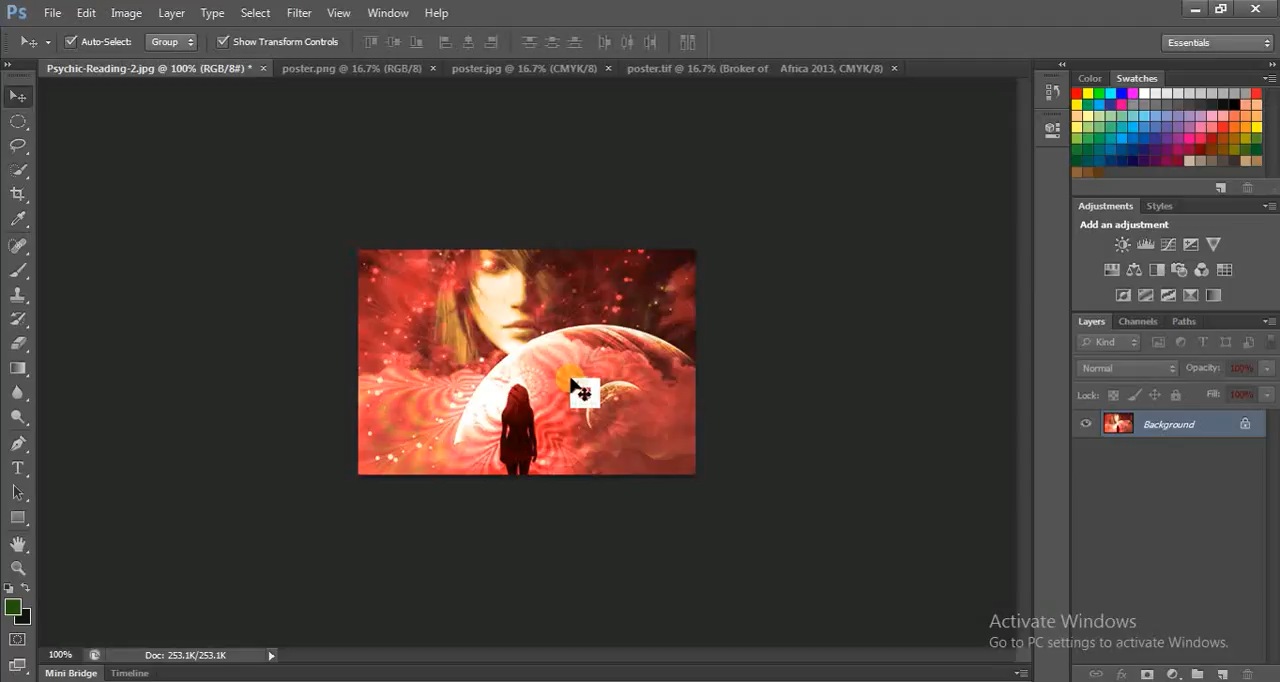 Ps File Edit Image Layer Type Select Filter View Window Help
Auto-Select: Group Show Transform Controls Essentials
Psychic-Reading-2.jpg @ 100% (RGB/8#) * × poster.png @ 16.7% (RGB/8) × poster.jpg @ 16.7% (CMYK/8) × poster.tif @ 16.7% (Broker of Africa 2013, CMYK/8) ×
Color Swatches
Adjustments Styles
Add an adjustment
Layers Channels Paths
Kind
Normal Opacity: 100%
Lock: Fill: 100%
Background
T
Activate Windows
Go to PC settings to activate Windows.
100% Doc: 253.1K/253.1K
Mini Bridge Timeline
fx